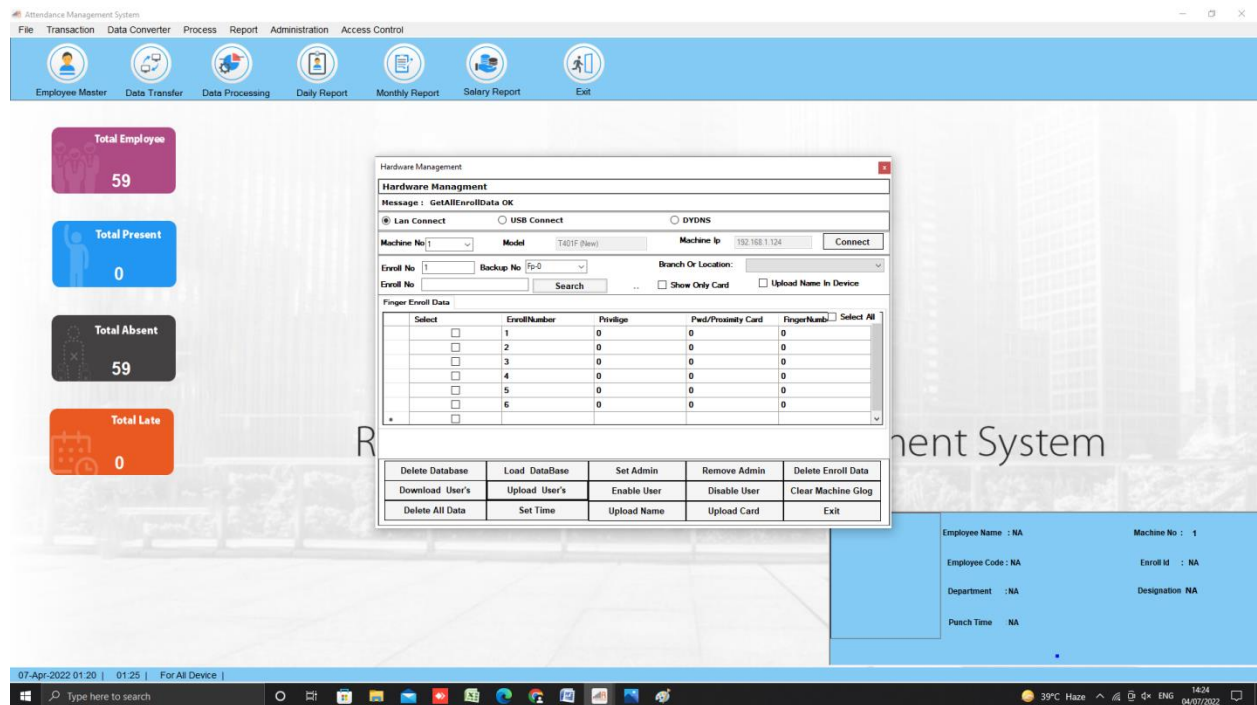 Attendance Management System
File Transaction Data Converter Process Report Administration Access Control
Employee Master Data Transfer Data Processing Daily Report Monthly Report Salary Report Exit
Total Employee
59
Total Present
0
Total Absent
59
Total Late
0
R
nent System
Hardware Management
Hardware Managment
Message : GetAllEnrollData OK
Lan Connect USB Connect DYDNS
Machine No 1 Model T401F (New) Machine Ip 192.168.1.124 Connect
Enroll No 1 Backup No Fp-0 Branch Or Location:
Enroll No Search .. Show Only Card Upload Name In Device
Finger Enroll Data
Select EnrollNumber Privilige Pwd/Proximity Card FingerNumb Select All
1 0 0 0
2 0 0 0
3 0 0 0
4 0 0 0
5 0 0 0
6 0 0 0
*
Delete Database Load DataBase Set Admin Remove Admin Delete Enroll Data
Download User's Upload User's Enable User Disable User Clear Machine Glog
Delete All Data Set Time Upload Name Upload Card Exit
Employee Name : NA Machine No : 1
Employee Code : NA Enroll Id : NA
Department : NA Designation NA
Punch Time NA
07-Apr-2022 01:20 | 01:25 | For All Device |
Type here to search
39°C Haze ENG 14:24
04/07/2022